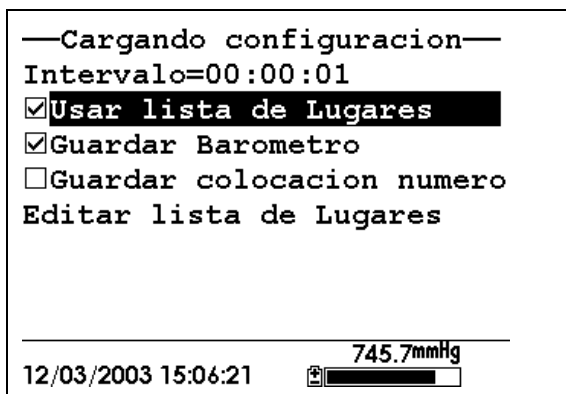 Cargando configuracion
Intervalo=00:00:01
Usar lista de Lugares
Guardar Barometro
Guardar colocacion numero
Editar lista de Lugares
745.7mmHg
12/03/2003 15:06:21